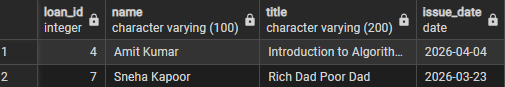 loan_id integer name character varying (100) title character varying (200) issue_date date
1 4 Amit Kumar Introduction to Algorith... 2026-04-04
2 7 Sneha Kapoor Rich Dad Poor Dad 2026-03-23